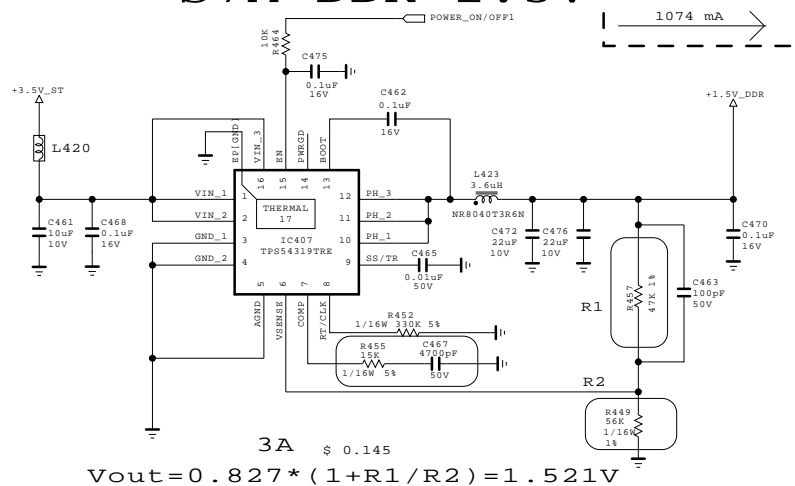 POWER_ON/OFF1
1074 mA
10K
R464
C475
0.1uF
16V
C462
0.1uF
16V
+3.5V_ST
+1.5V_DDR
L420
EP[GND]
VIN_3
EN
PWRGD
BOOT
16
15
14
13
L423
3.6uH
NR8040T3R6N
VIN_1
1
THERMAL
17
12
PH_3
VIN_2
2
11
PH_2
GND_1
3
IC407
TPS54319TRE
10
PH_1
GND_2
4
9
SS/TR
C461
10uF
10V
C468
0.1uF
16V
C465
0.01uF
50V
C472
22uF
10V
C476
22uF
10V
C470
0.1uF
16V
R1
R457
47K 1%
C463
100pF
50V
5
6
7
8
AGND
VSENSE
COMP
RT/CLK
R452
1/16W 330K 5%
R455
15K
1/16W 5%
C467
4700pF
50V
R2
R449
56K
1/16W
1%
3A
$ 0.145
Vout=0.827*(1+R1/R2)=1.521V